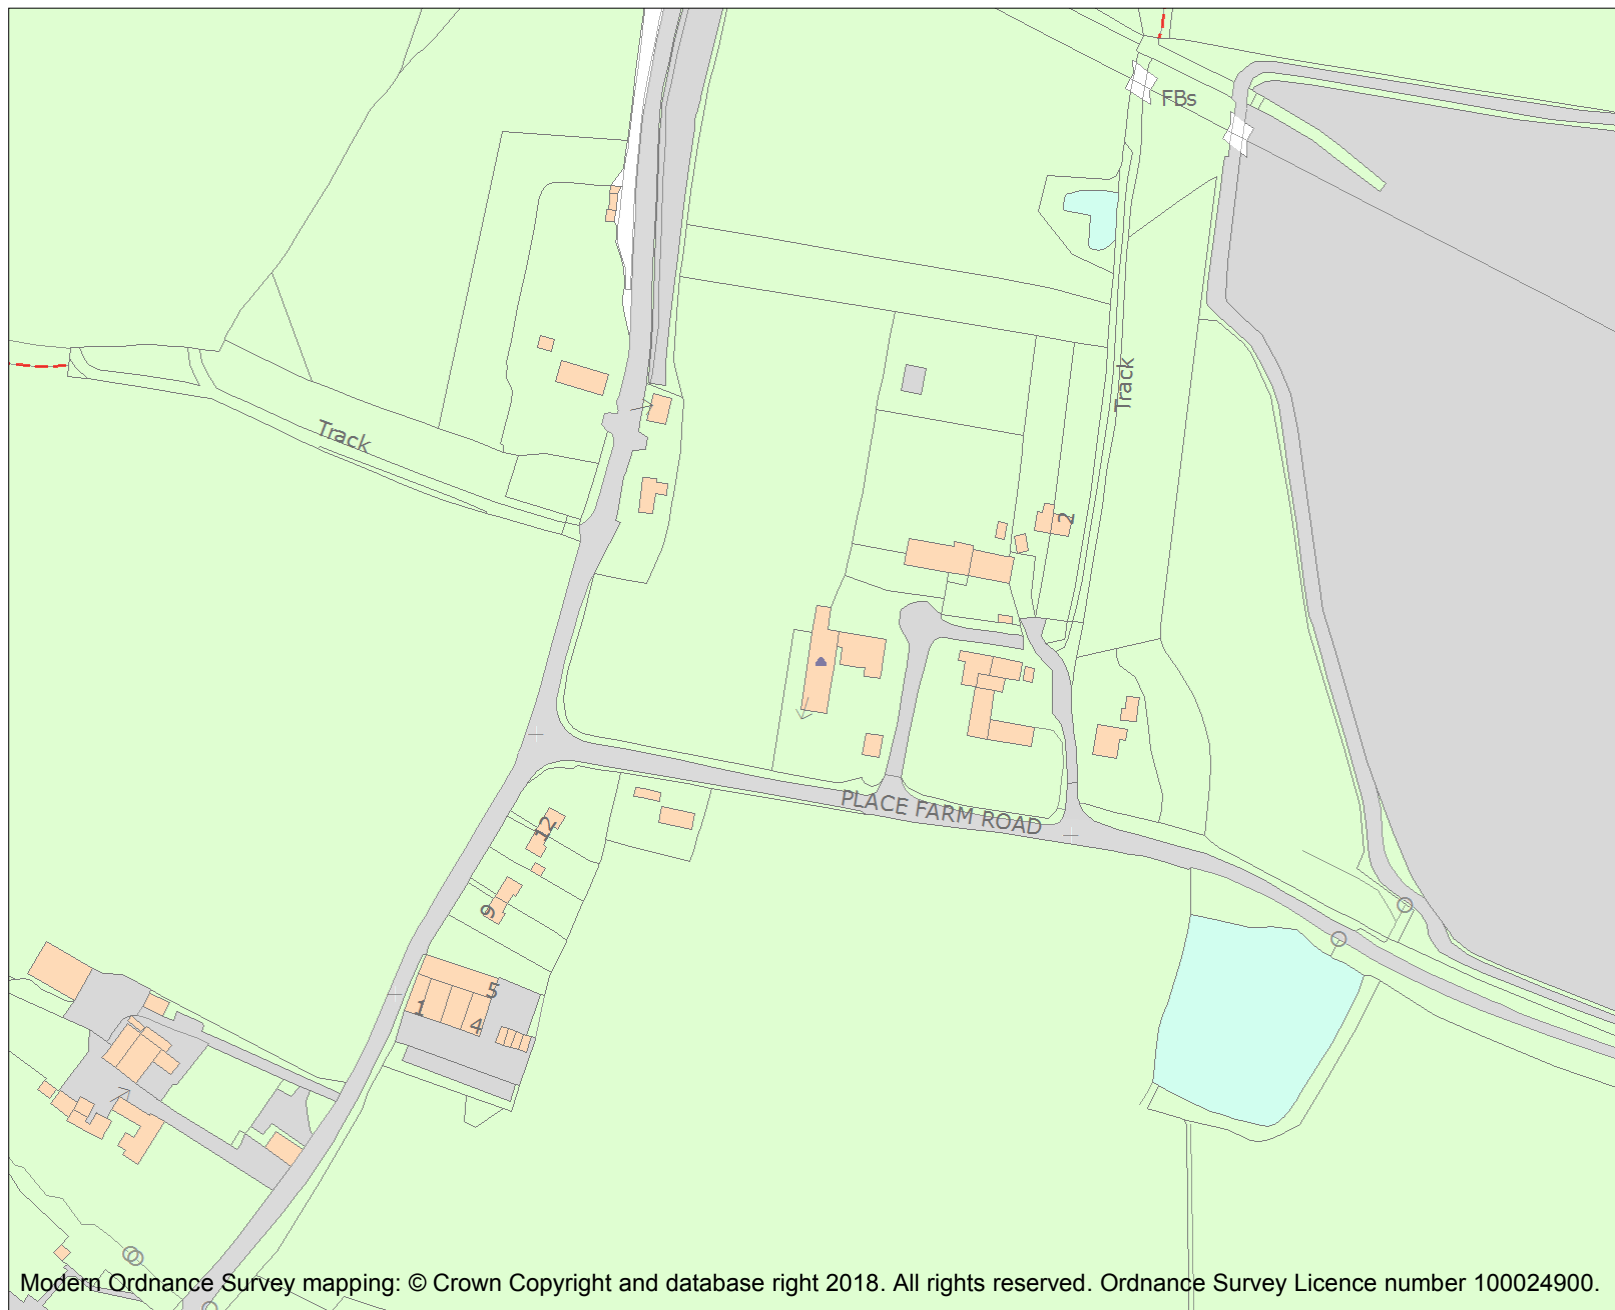 FBs
Track
Track
2
PLACE FARM ROAD
12
9
5
1
4
Modern Ordnance Survey mapping: © Crown Copyright and database right 2018. All rights reserved. Ordnance Survey Licence number 100024900.